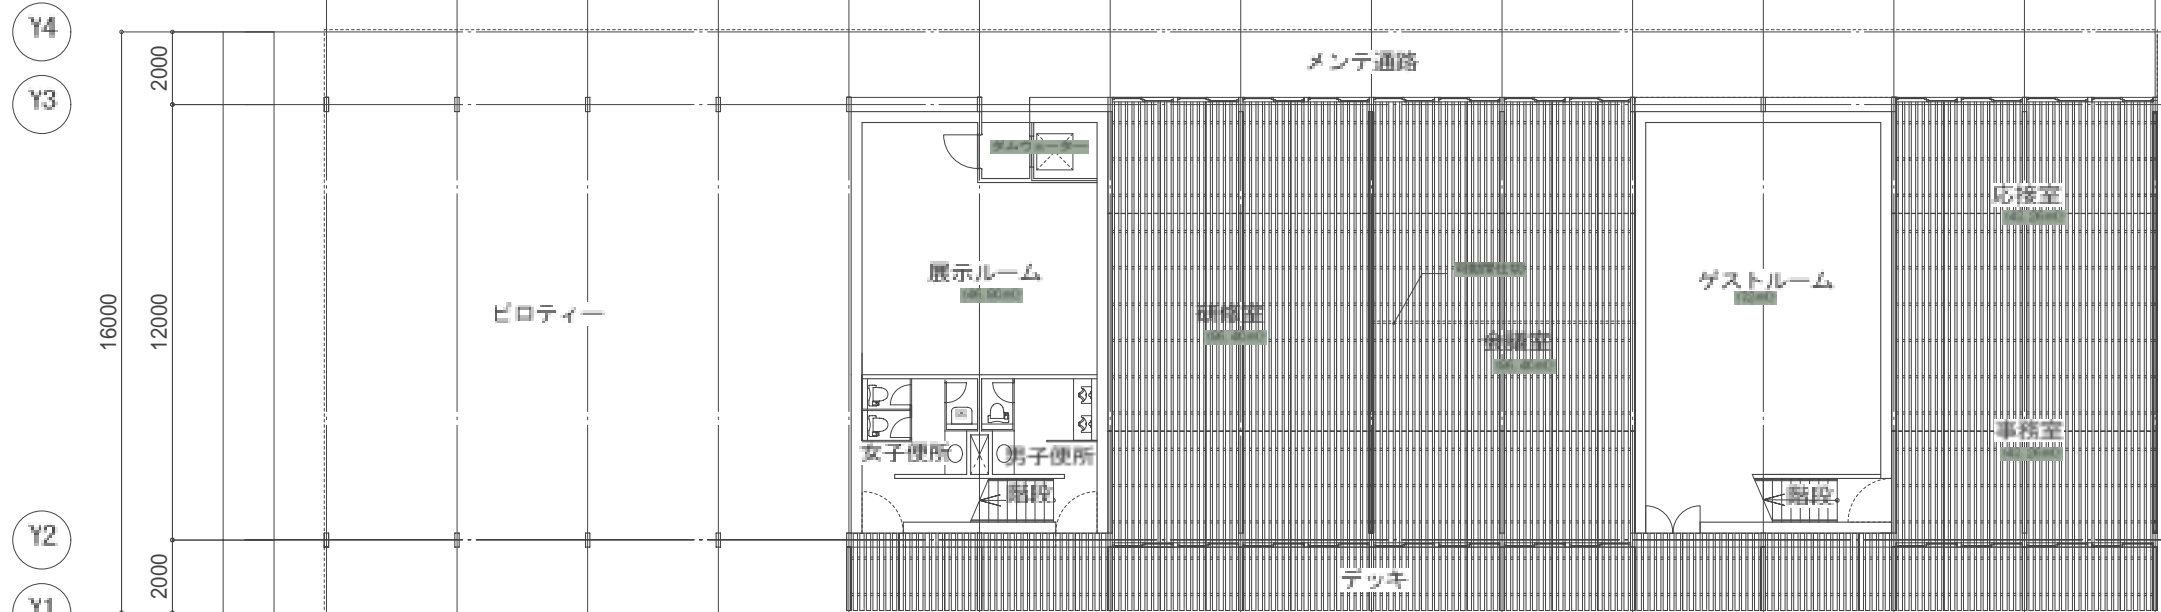 Y4
2000
メンテ通路
Y3
ダムウェーター
応接室
展示ルーム
ゲストルーム
16000
12000
ピロティー
研修室
会議室
事務室
女子便所
男子便所
階段
階段
Y2
2000
デッキ
Y1